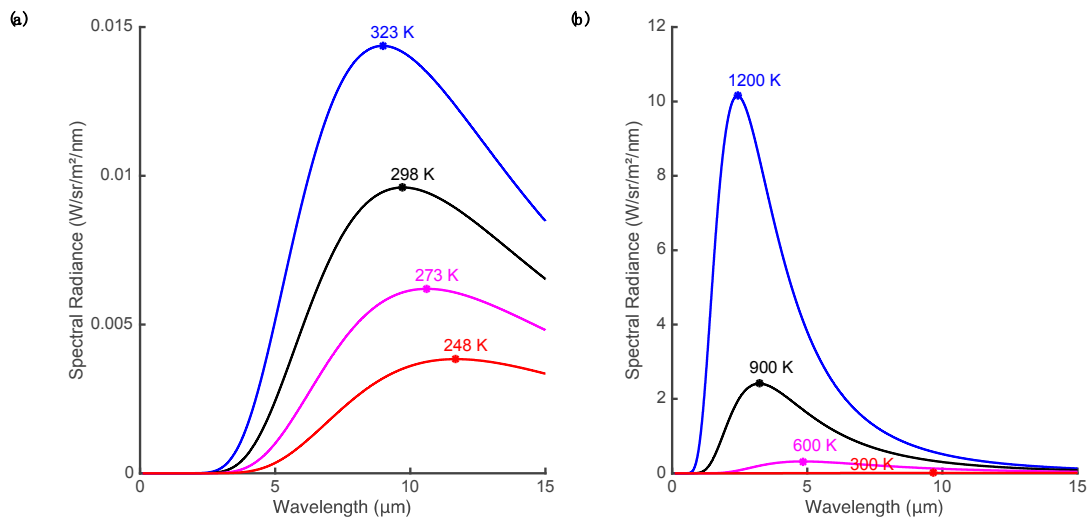 (a)
0.015
0.01
0.005
0
0
5
10
15
323 K
298 K
273 K
248 K
Spectral Radiance (W/sr/m²/nm)
Wavelength (μm)
(b)
12
10
8
6
4
2
0
0
5
10
15
1200 K
900 K
600 K
300 K
Spectral Radiance (W/sr/m²/nm)
Wavelength (μm)